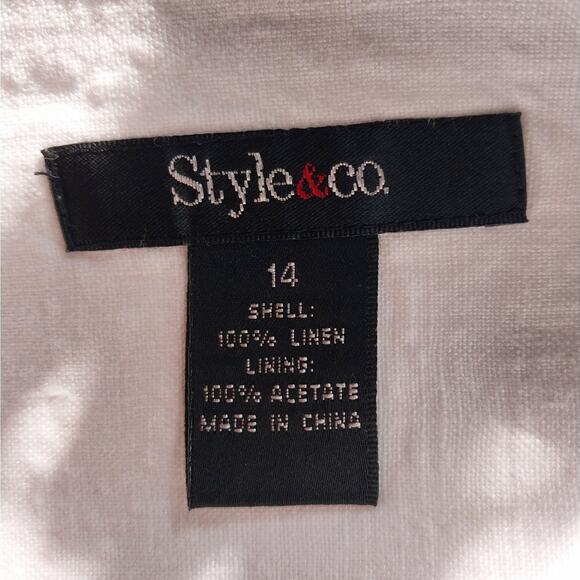 Style&co.
14
SHELL:
100% LINEN
LINING:
100% ACETATE
MADE IN CHINA